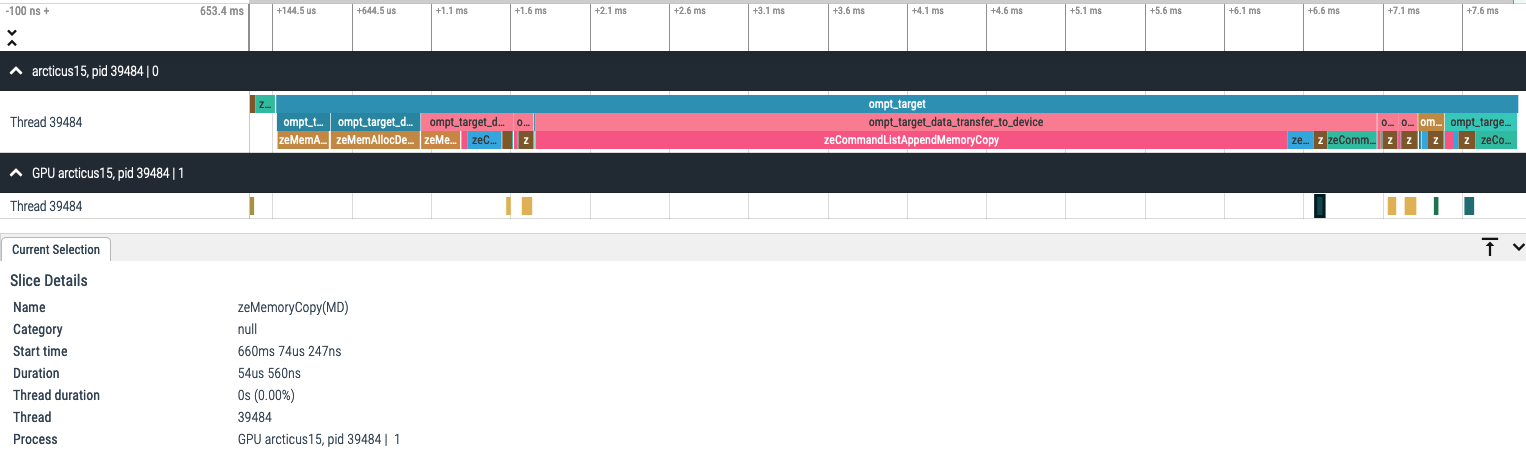 -100 ns + 653.4 ms +144.5 us +644.5 us +1.1 ms +1.6 ms +2.1 ms +2.6 ms +3.1 ms +3.6 ms +4.1 ms +4.6 ms +5.1 ms +5.6 ms +6.1 ms +6.6 ms +7.1 ms +7.6 ms
arcticus15, pid 39484 | 0
z... ompt_target
Thread 39484
ompt_t... ompt_target_d... ompt_target_d... o... ompt_target_data_transfer_to_device o... o... om... ompt_targe...
zeMemA... zeMemAllocDe... zeMe... zeC... z zeCommandListAppendMemoryCopy ze... z zeComm... z z z z zeCo...
GPU arcticus15, pid 39484 | 1
Thread 39484
Current Selection
Slice Details
Name zeMemoryCopy(MD)
Category null
Start time 660ms 74us 247ns
Duration 54us 560ns
Thread duration 0s (0.00%)
Thread 39484
Process GPU arcticus15, pid 39484 | 1